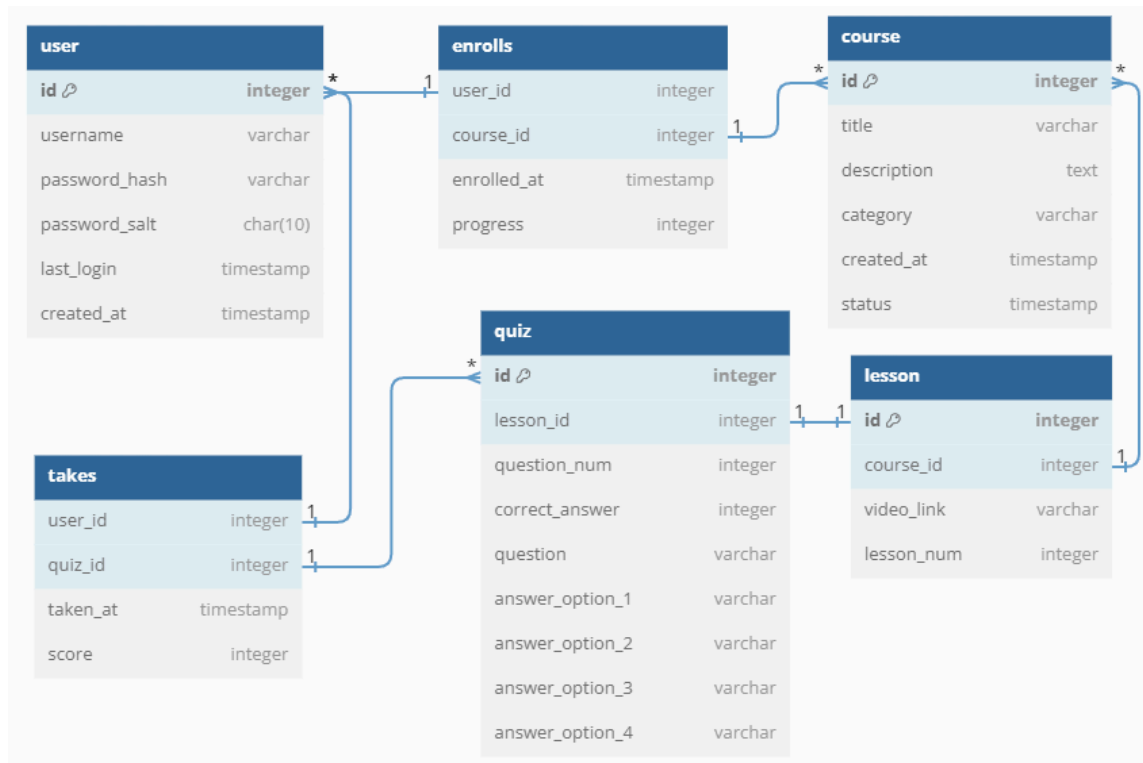 user
id integer
username varchar
password_hash varchar
password_salt char(10)
last_login timestamp
created_at timestamp
* 1
enrolls
user_id integer
course_id integer
enrolled_at timestamp
progress integer
1 *
course
id integer
title varchar
description text
category varchar
created_at timestamp
status timestamp
*
quiz
* id integer
lesson_id integer
question_num integer
correct_answer integer
question varchar
answer_option_1 varchar
answer_option_2 varchar
answer_option_3 varchar
answer_option_4 varchar
1 1
lesson
id integer
course_id integer 1
video_link varchar
lesson_num integer
takes
user_id integer 1
quiz_id integer 1
taken_at timestamp
score integer